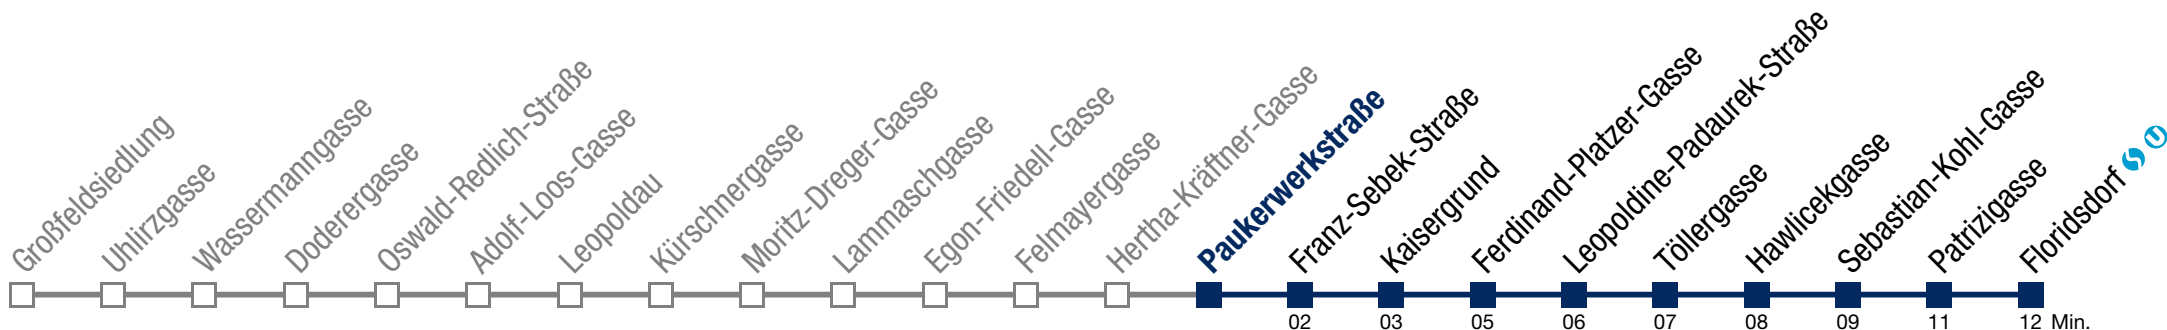 Großfeldsiedlung
Uhlirzgasse
Wassermanngasse
Doderergasse
Oswald-Redlich-Straße
Adolf-Loos-Gasse
Leopoldau
Kürschnergasse
Moritz-Dreger-Gasse
Lammaschgasse
Egon-Friedell-Gasse
Felmayergasse
Hertha-Kräftner-Gasse
Paukerwerkstraße
Franz-Sebek-Straße
Kaisergrund
Ferdinand-Platzer-Gasse
Leopoldine-Padaurek-Straße
Töllergasse
Hawlicekgasse
Sebastian-Kohl-Gasse
Patrizigasse
Floridsdorf S U
02 03 05 06 07 08 09 11 12 Min.